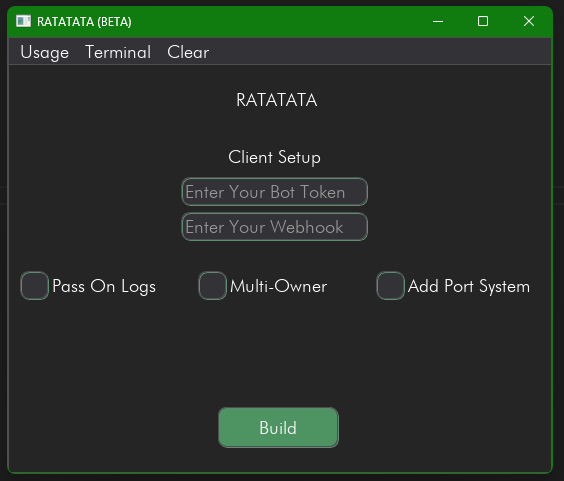 RATATATA (BETA)
Usage Terminal Clear
RATATATA
Client Setup
Enter Your Bot Token
Enter Your Webhook
Pass On Logs Multi-Owner Add Port System
Build